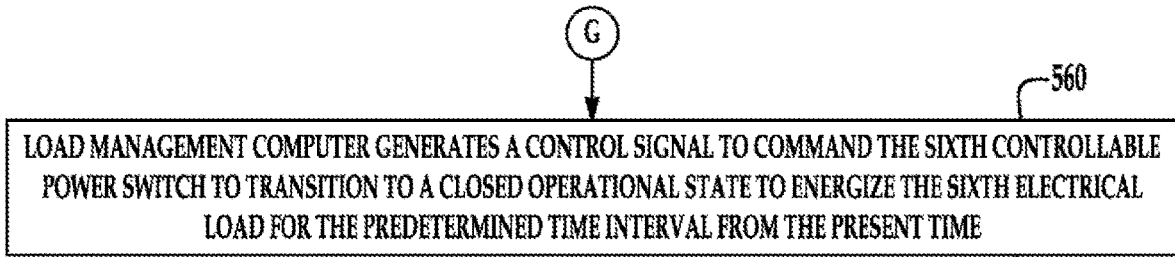 G
560
LOAD MANAGEMENT COMPUTER GENERATES A CONTROL SIGNAL TO COMMAND THE SIXTH CONTROLLABLE
POWER SWITCH TO TRANSITION TO A CLOSED OPERATIONAL STATE TO ENERGIZE THE SIXTH ELECTRICAL
LOAD FOR THE PREDETERMINED TIME INTERVAL FROM THE PRESENT TIME